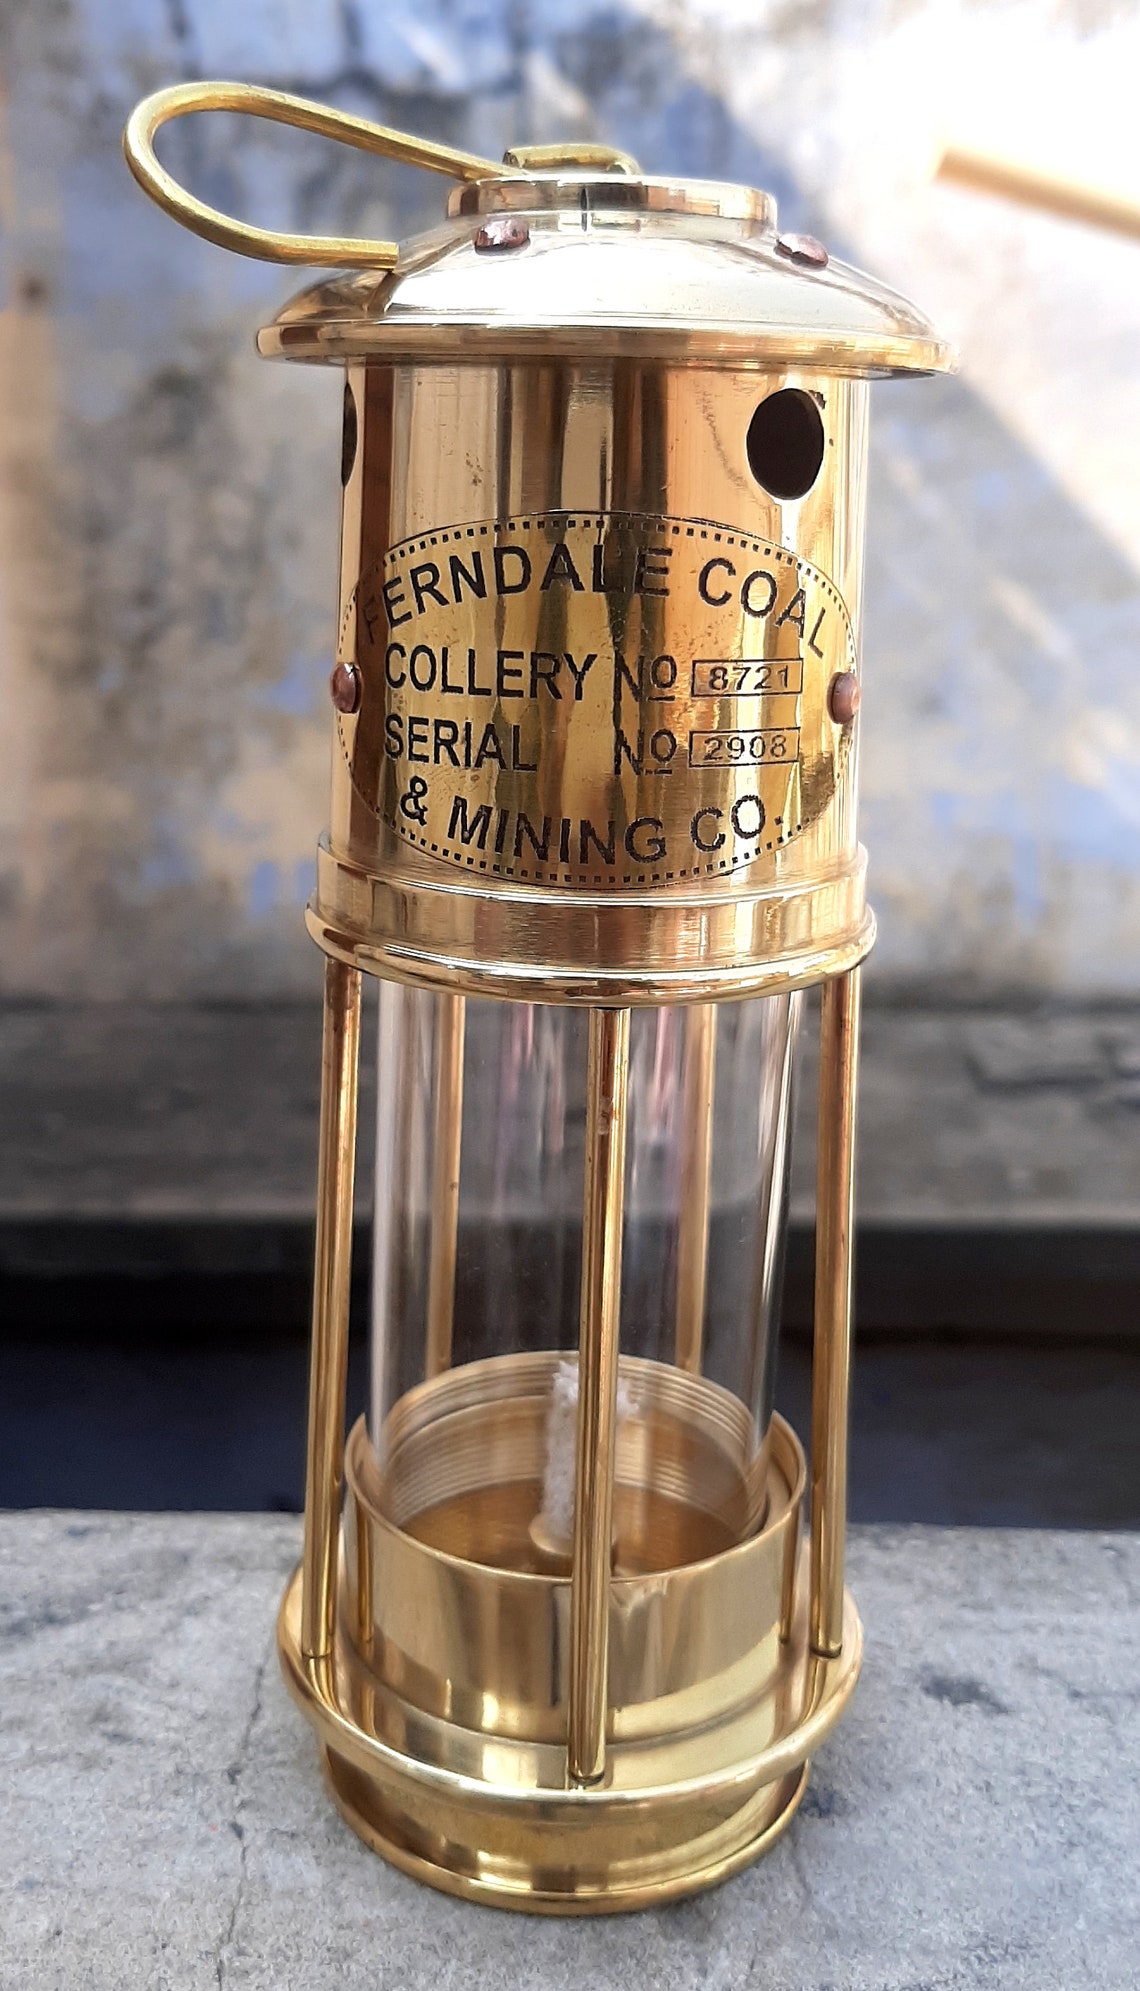 FERNDALE COAL
COLLERY No 8721
SERIAL No 2908
& MINING CO.